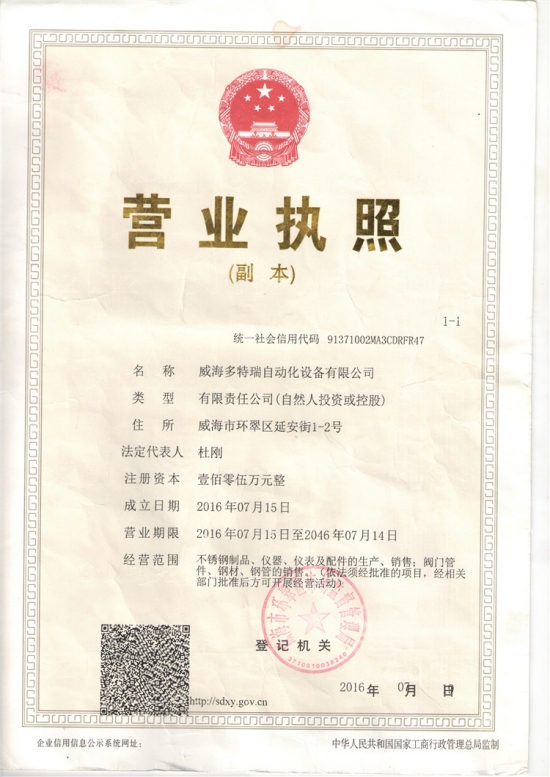 营业执照
(副 本)
1-1
统一社会信用代码 91371002MA3CDRFR47
名 称 威海多特瑞自动化设备有限公司
类 型 有限责任公司(自然人投资或控股)
住 所 威海市环翠区延安街1-2号
法定代表人 杜刚
注册资本 壹佰零伍万元整
成立日期 2016年07月15日
营业期限 2016年07月15日至2046年07月14日
经营范围 不锈钢制品、仪器、仪表及配件的生产、销售；阀门管
件、钢材、钢管的销售。（依法须经批准的项目，经相关
部门批准后方可开展经营活动）
登记机关
2016年 07月 日
http://sdxy.gov.cn
企业信用信息公示系统网址：
中华人民共和国国家工商行政管理总局监制